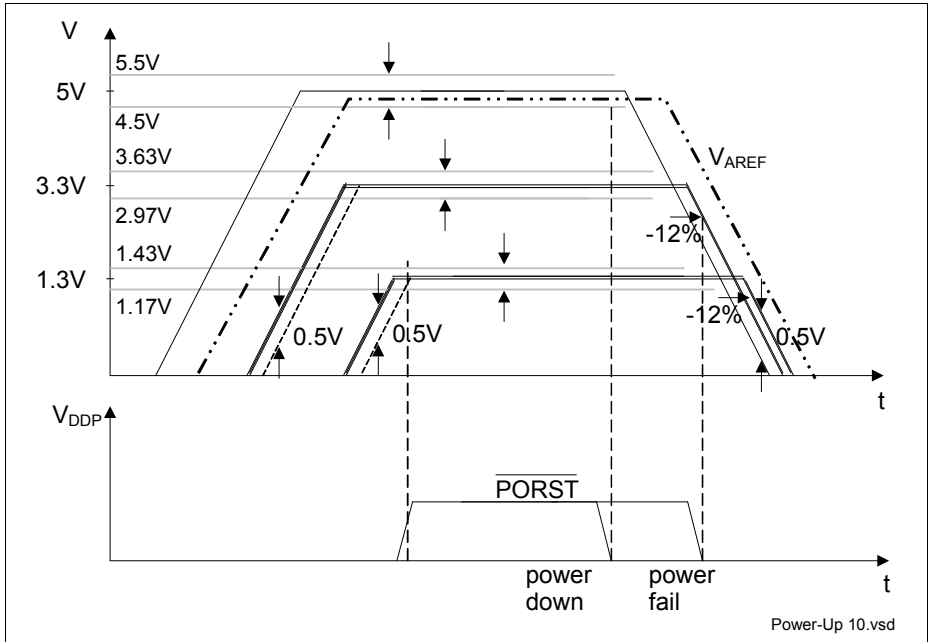 V
5.5V
5V
4.5V
3.63V
V_AREF
3.3V
2.97V
-12%
1.43V
1.3V
1.17V
-12%
0.5V
0.5V
0.5V
t
V_DDP
PORST
t
power down
power fail
Power-Up 10.vsd